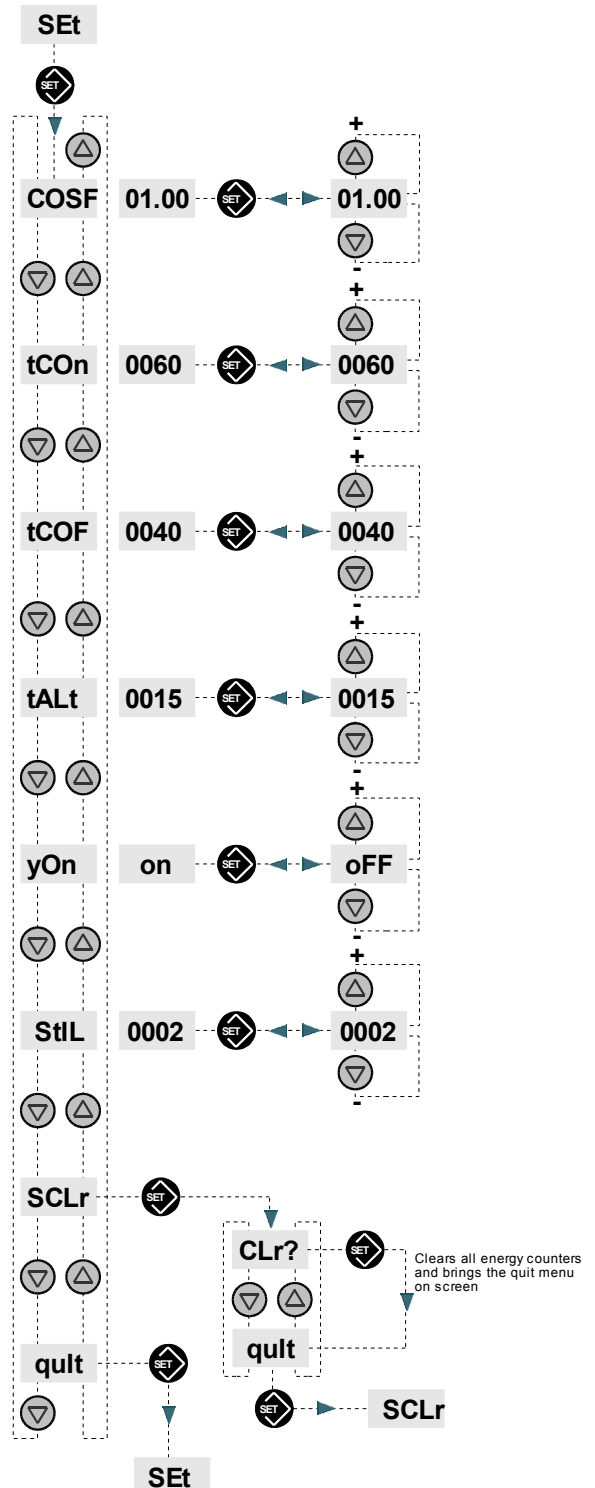 SEt
SET
+
COSF 01.00 SET 01.00
-
+
tCOn 0060 SET 0060
-
+
tCOF 0040 SET 0040
-
+
tALt 0015 SET 0015
-
+
yOn on SET oFF
-
+
StIL 0002 SET 0002
-
SCLr SET
CLr? SET
Clears all energy counters
and brings the quit menu
on screen
quIt
quIt SET
SET SCLr
SEt